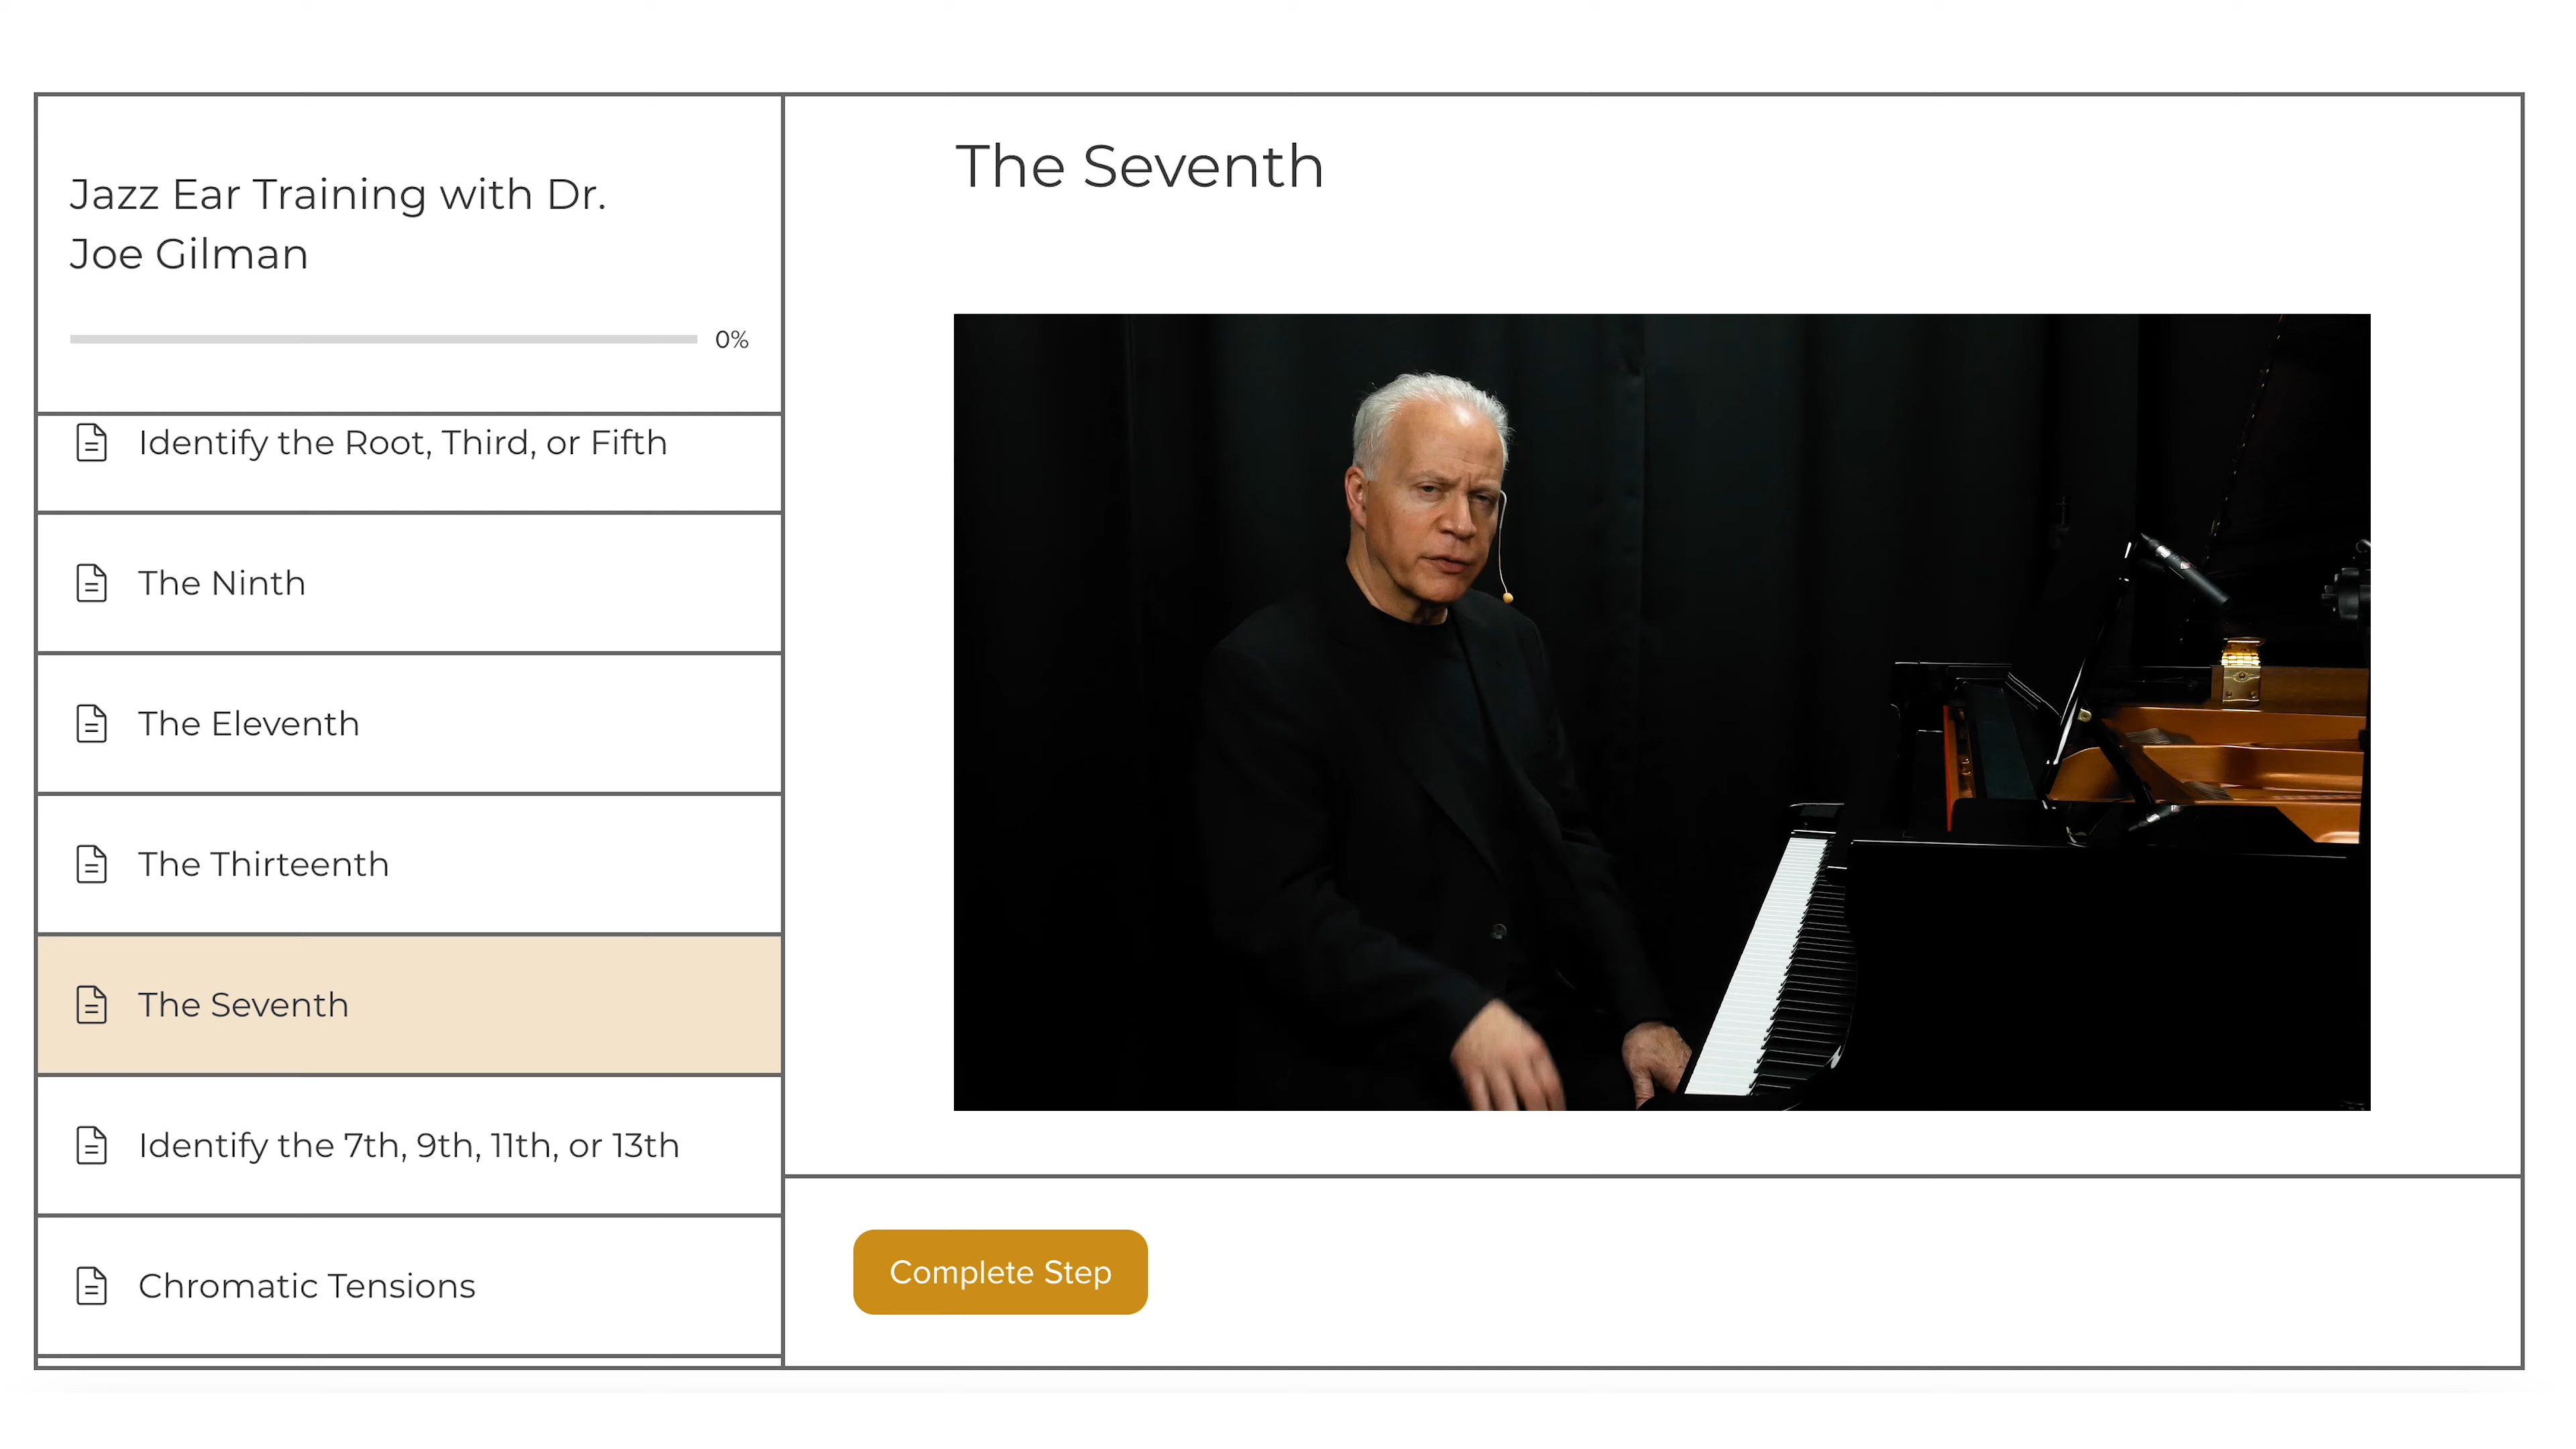 Jazz Ear Training with Dr.
Joe Gilman
0%
Identify the Root, Third, or Fifth
The Ninth
The Eleventh
The Thirteenth
The Seventh
Identify the 7th, 9th, 11th, or 13th
Chromatic Tensions
The Seventh
Complete Step